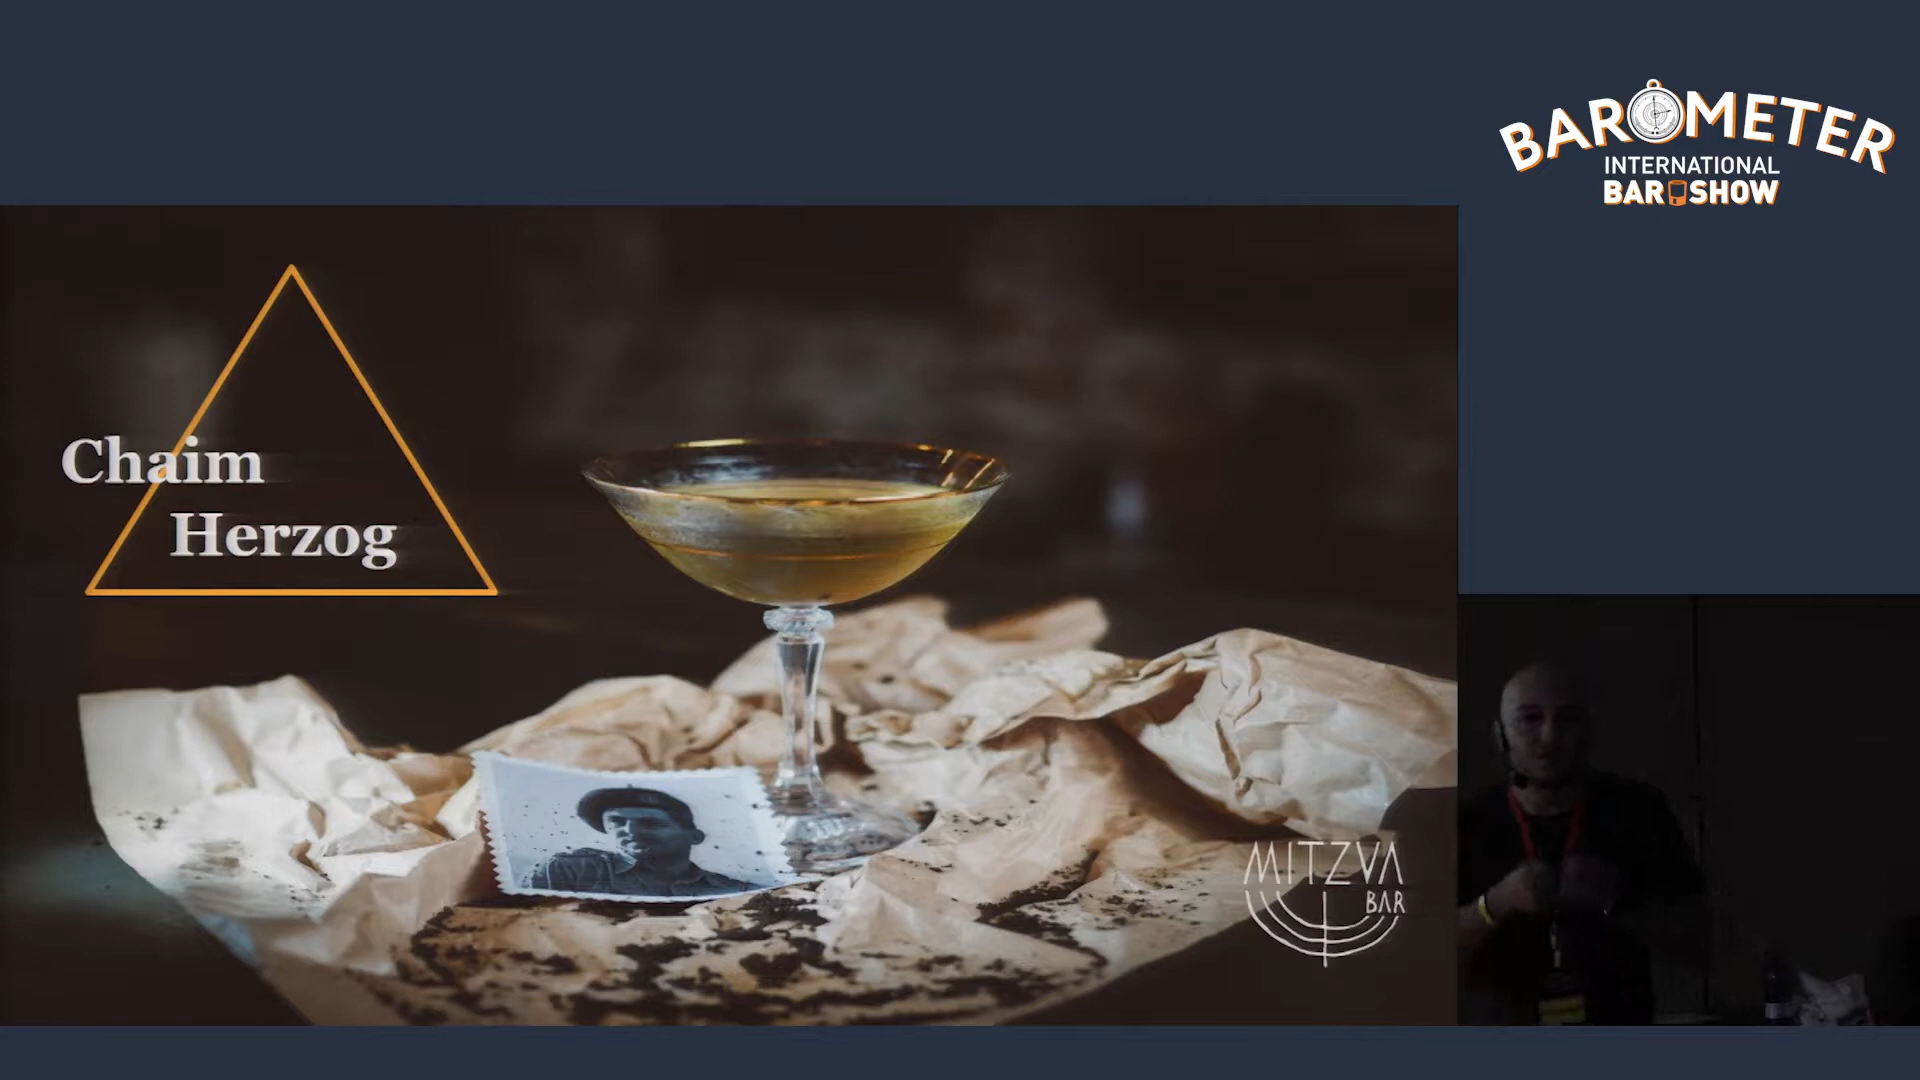 BAROMETER
INTERNATIONAL
BAR SHOW
Chaim
Herzog
MITZVA
BAR